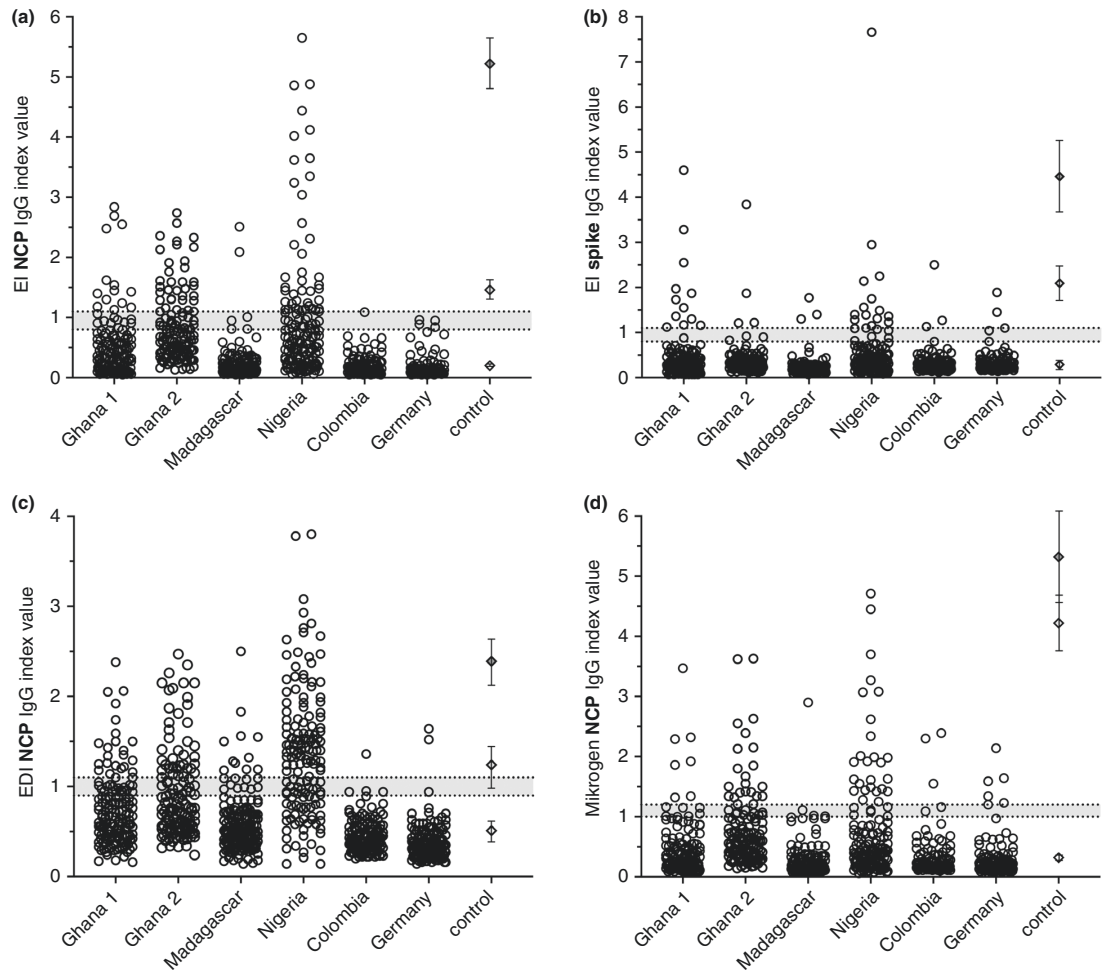 (a)
EI NCP IgG index value
6
5
4
3
2
1
0
Ghana 1
Ghana 2
Madagascar
Nigeria
Colombia
Germany
control
(b)
EI spike IgG index value
8
7
6
5
4
3
2
1
0
Ghana 1
Ghana 2
Madagascar
Nigeria
Colombia
Germany
control
(c)
EDI NCP IgG index value
4
3
2
1
0
Ghana 1
Ghana 2
Madagascar
Nigeria
Colombia
Germany
control
(d)
Mikrogen NCP IgG index value
6
5
4
3
2
1
0
Ghana 1
Ghana 2
Madagascar
Nigeria
Colombia
Germany
control